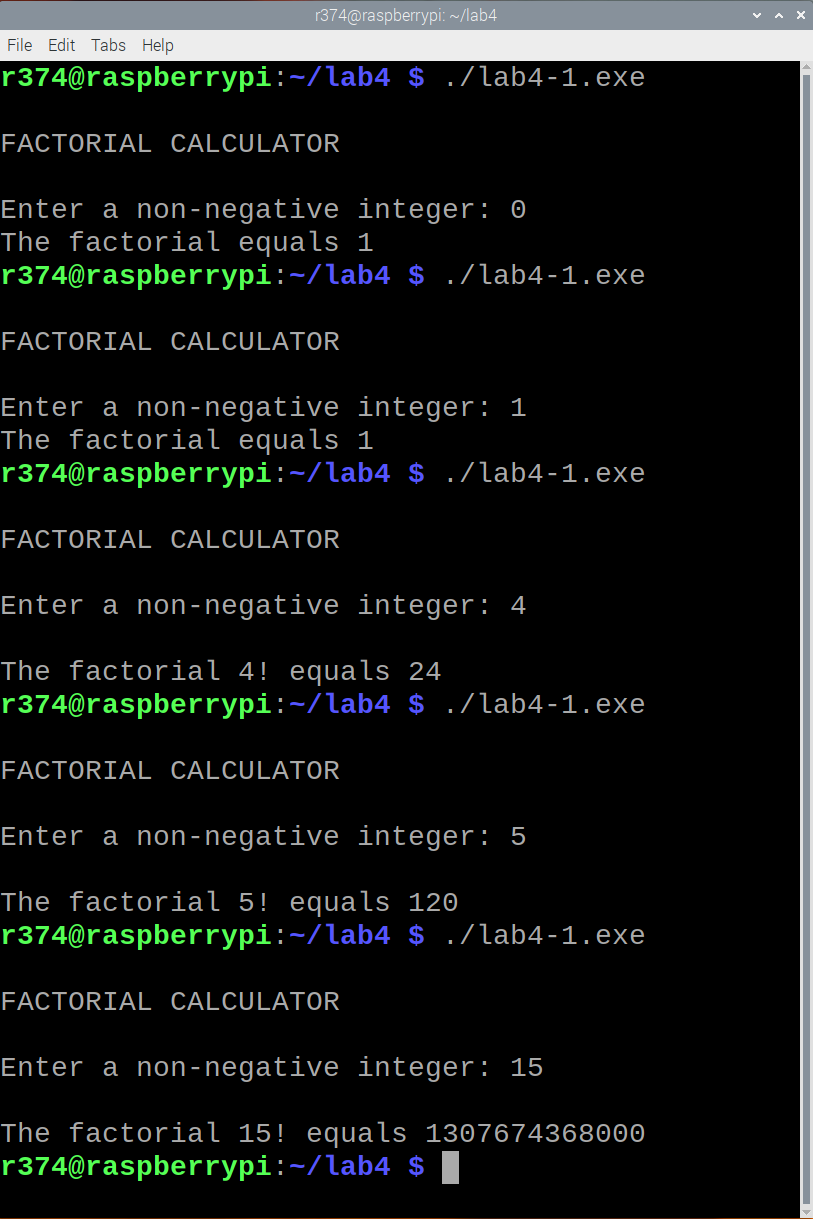 r374@raspberrypi: ~/lab4
File Edit Tabs Help
r374@raspberrypi:~/lab4 $ ./lab4-1.exe
FACTORIAL CALCULATOR
Enter a non-negative integer: 0
The factorial equals 1
r374@raspberrypi:~/lab4 $ ./lab4-1.exe
FACTORIAL CALCULATOR
Enter a non-negative integer: 1
The factorial equals 1
r374@raspberrypi:~/lab4 $ ./lab4-1.exe
FACTORIAL CALCULATOR
Enter a non-negative integer: 4
The factorial 4! equals 24
r374@raspberrypi:~/lab4 $ ./lab4-1.exe
FACTORIAL CALCULATOR
Enter a non-negative integer: 5
The factorial 5! equals 120
r374@raspberrypi:~/lab4 $ ./lab4-1.exe
FACTORIAL CALCULATOR
Enter a non-negative integer: 15
The factorial 15! equals 1307674368000
r374@raspberrypi:~/lab4 $